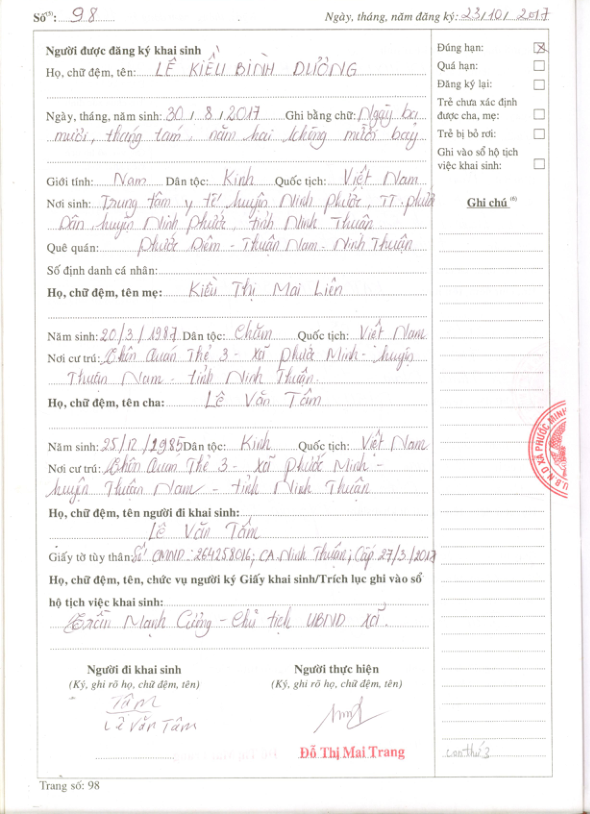 Số⁽⁵⁾: 98 Ngày, tháng, năm đăng ký: 23/10/2017
Người được đăng ký khai sinh
Họ, chữ đệm, tên: LÊ KIỀU BÌNH DƯƠNG
Ngày, tháng, năm sinh: 30/8/2017 Ghi bằng chữ: Ngày ba
mươi, tháng tám, năm hai không mười bảy
Giới tính: Nam Dân tộc: Kinh Quốc tịch: Việt Nam
Nơi sinh: Trung tâm y tế huyện Ninh Phước, TT. Phước
Dân, huyện Ninh Phước, tỉnh Ninh Thuận
Quê quán: Phước Diêm - Thuận Nam - Ninh Thuận
Số định danh cá nhân:
Họ, chữ đệm, tên mẹ: Kiều Thị Mai Liên
Năm sinh: 20/3/1987 Dân tộc: Chăm Quốc tịch: Việt Nam
Nơi cư trú: Thôn Quán Thẻ 3 - xã Phước Minh - huyện
Thuận Nam - tỉnh Ninh Thuận
Họ, chữ đệm, tên cha: Lê Văn Tâm
Năm sinh: 25/12/1985 Dân tộc: Kinh Quốc tịch: Việt Nam
Nơi cư trú: Thôn Quán Thẻ 3 - xã Phước Minh -
huyện Thuận Nam - tỉnh Ninh Thuận
Họ, chữ đệm, tên người đi khai sinh:
Lê Văn Tâm
Giấy tờ tùy thân: Số CMND: 264258016; CA. Ninh Thuận; Cấp 27/3/2017
Họ, chữ đệm, tên, chức vụ người ký Giấy khai sinh/Trích lục ghi vào sổ
hộ tịch việc khai sinh:
Trần Mạnh Cường - Chủ tịch UBND xã.
Người đi khai sinh
(Ký, ghi rõ họ, chữ đệm, tên)
Tâm
Lê Văn Tâm
Người thực hiện
(Ký, ghi rõ họ, chữ đệm, tên)
Đỗ Thị Mai Trang
Đúng hạn:
Quá hạn:
Đăng ký lại:
Trẻ chưa xác định
được cha, mẹ:
Trẻ bị bỏ rơi:
Ghi vào sổ hộ tịch
việc khai sinh:
Ghi chú ⁽⁶⁾
U.B.N.D XÃ PHƯỚC MINH
con thứ 3
Trang số: 98